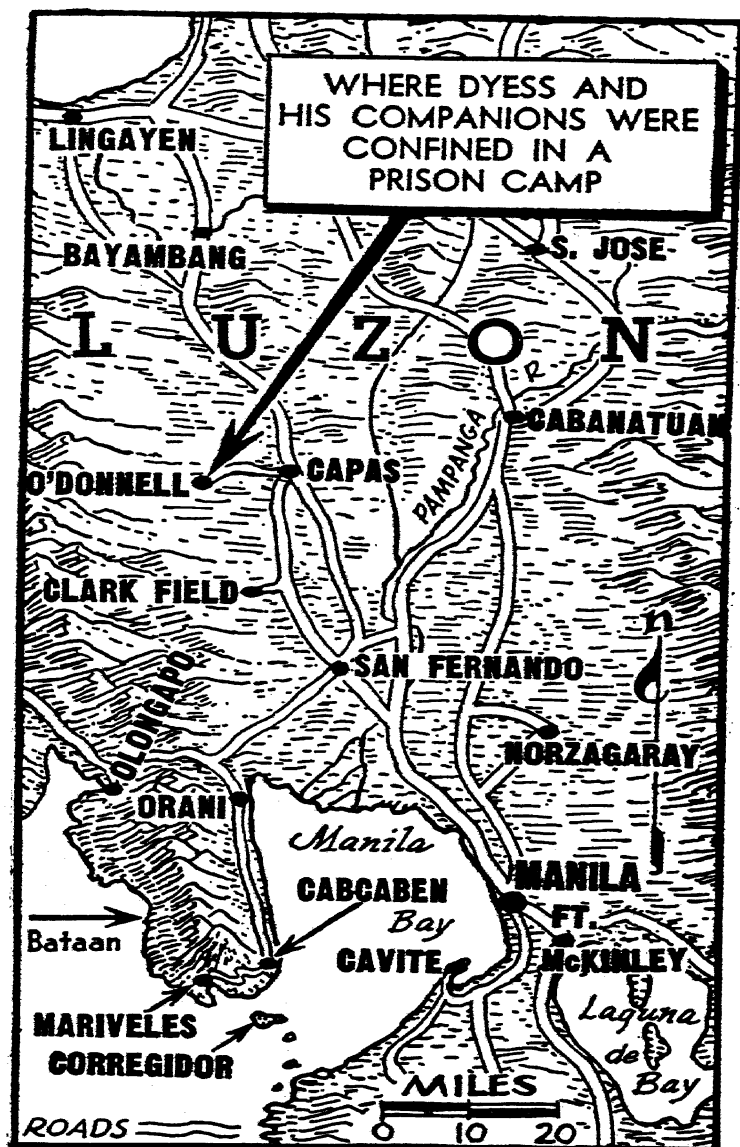 WHERE DYESS AND
HIS COMPANIONS WERE
CONFINED IN A
PRISON CAMP
LINGAYEN
BAYAMBANG
S. JOSE
LUZON
PAMPANGA R
CABANATUAN
O'DONNELL
CAPAS
CLARK FIELD
n
SAN FERNANDO
OLONGAPO
NORZAGARAY
ORANI
Manila
Bay
MANILA
CABCABEN
FT.
McKINLEY
Bataan
CAVITE
MARIVELES
CORREGIDOR
Laguna
de
Bay
MILES
0 10 20
ROADS